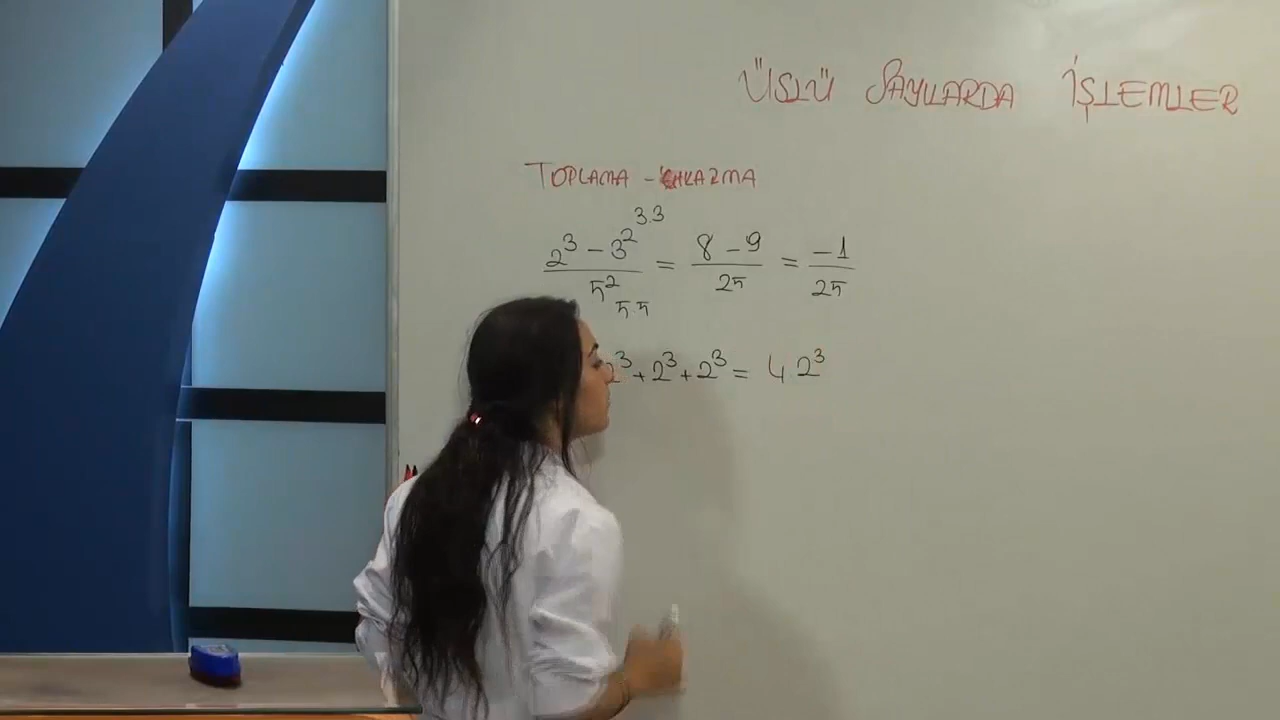 ÜSLÜ SAYILARDA İŞLEMLER
TOPLAMA - ÇIKAZMA
3.3
2³ - 3² / 5² = 8 - 9 / 25 = -1 / 25
5.5
2³ + 2³ + 2³ = 4.2³